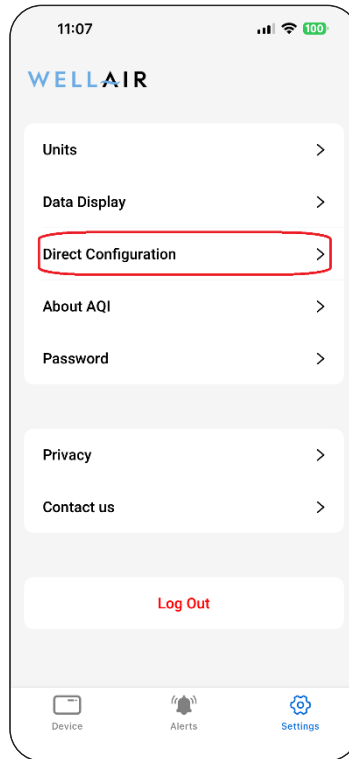 11:07
100
WELLAIR
Units
Data Display
Direct Configuration
About AQI
Password
Privacy
Contact us
Log Out
Device
Alerts
Settings